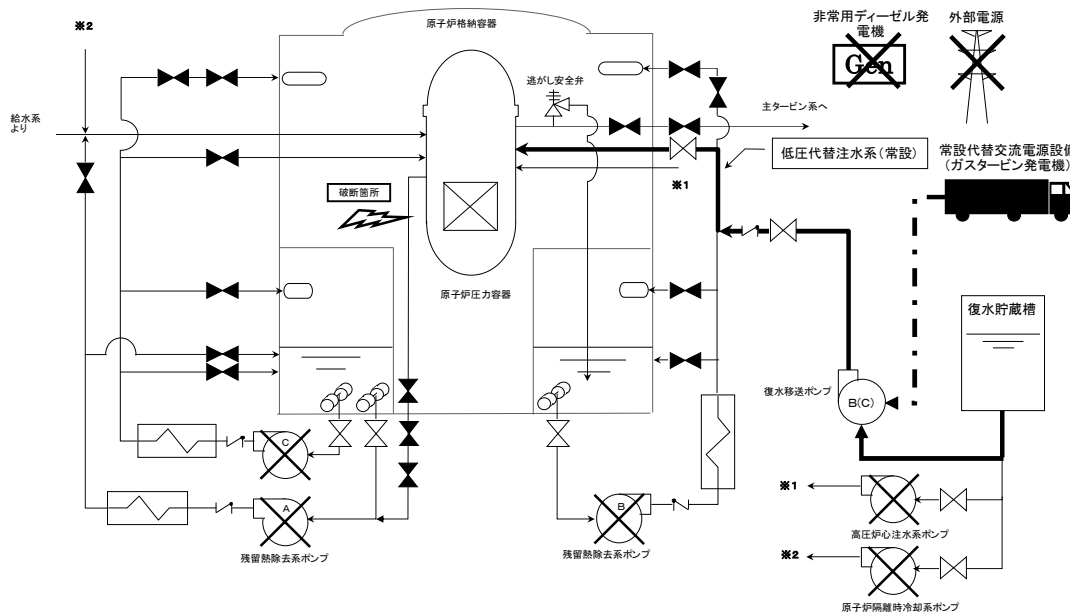 ※2
原子炉格納容器
非常用ディーゼル発
電機
Gen
外部電源
逃がし安全弁
給水系
より
主タービン系へ
低圧代替注水系(常設)
常設代替交流電源設備
(ガスタービン発電機)
破断箇所
※1
原子炉圧力容器
復水貯蔵槽
復水移送ポンプ
B(C)
C
A
B
残留熱除去系ポンプ
残留熱除去系ポンプ
※1
高圧炉心注水系ポンプ
※2
原子炉隔離時冷却系ポンプ